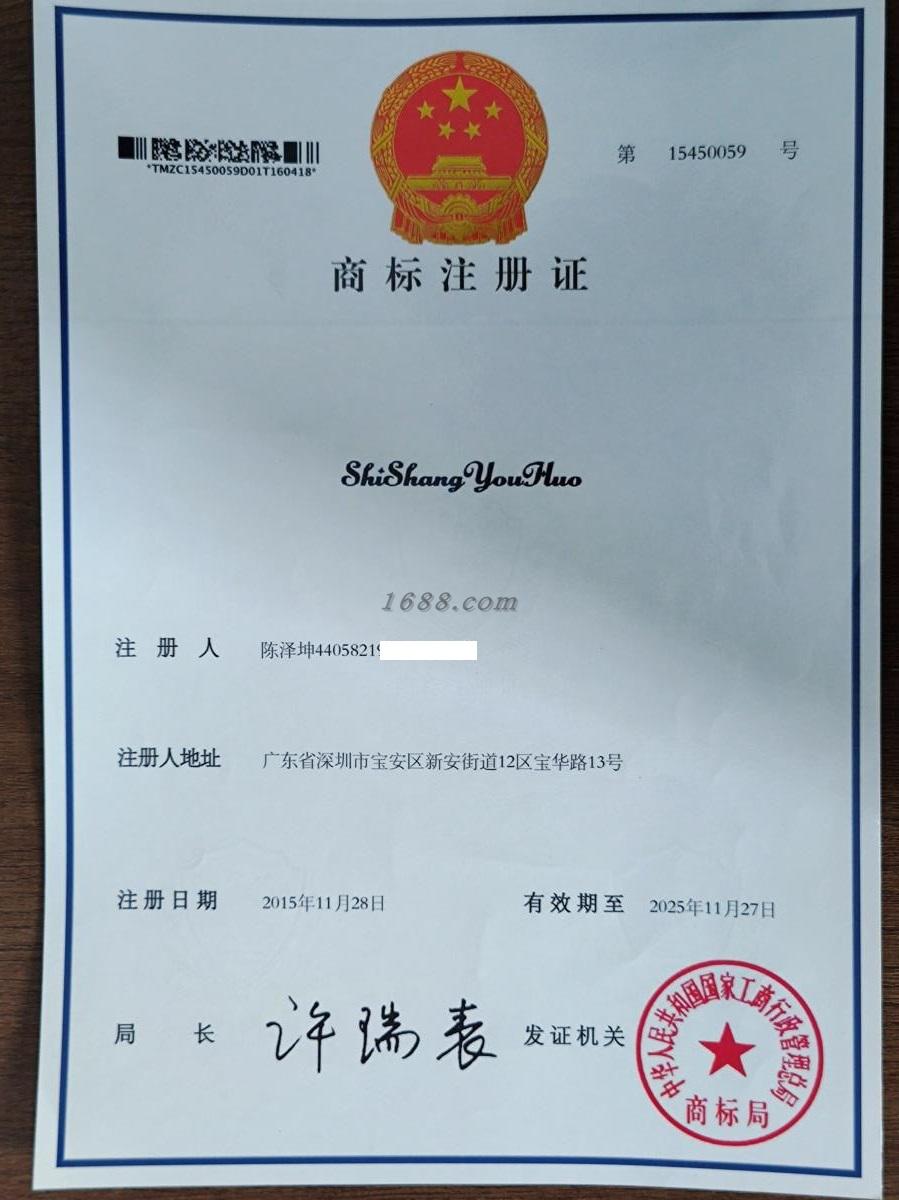 第 15450059 号
*TMZC15450059D01T160418*
商标注册证
ShiShangYouHuo
1688.com
注册人 陈泽坤4405821
注册人地址 广东省深圳市宝安区新安街道12区宝华路13号
注册日期 2015年11月28日 有效期至 2025年11月27日
局长 许瑞表 发证机关
中华人民共和国国家工商行政管理总局
商标局